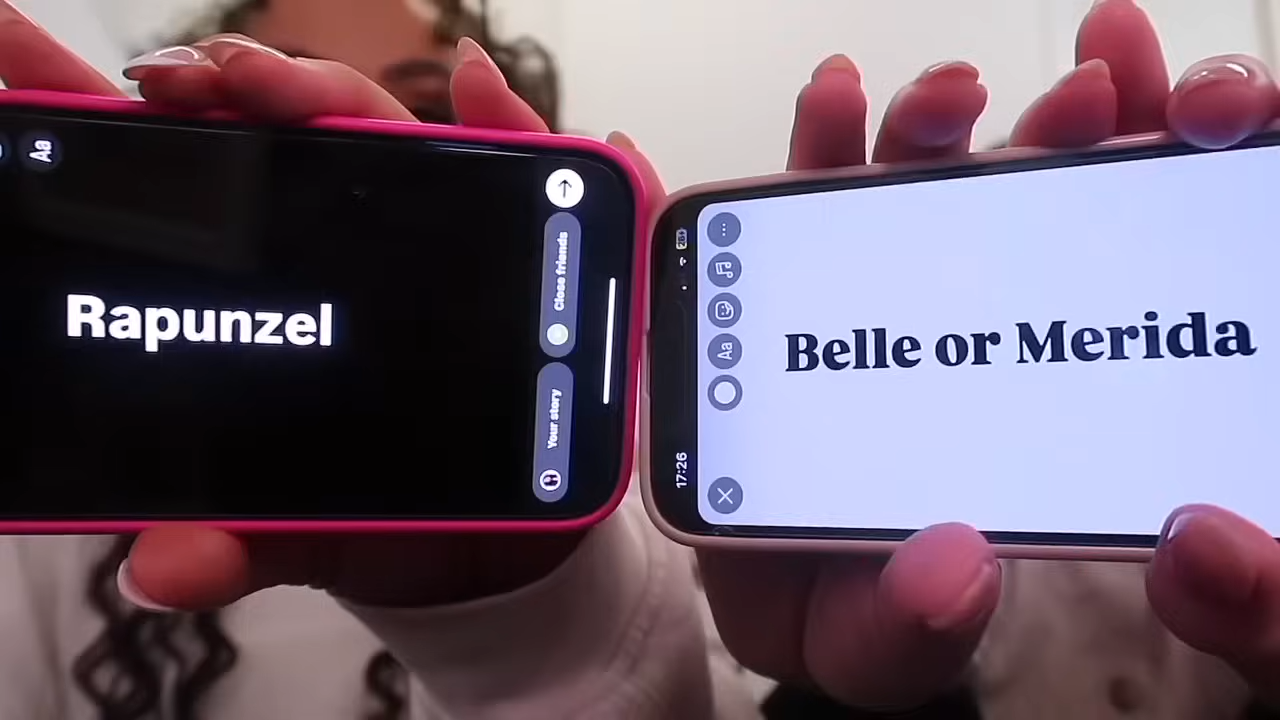 Aa
Rapunzel
Close friends
Your story
Belle or Merida
Aa
17:26